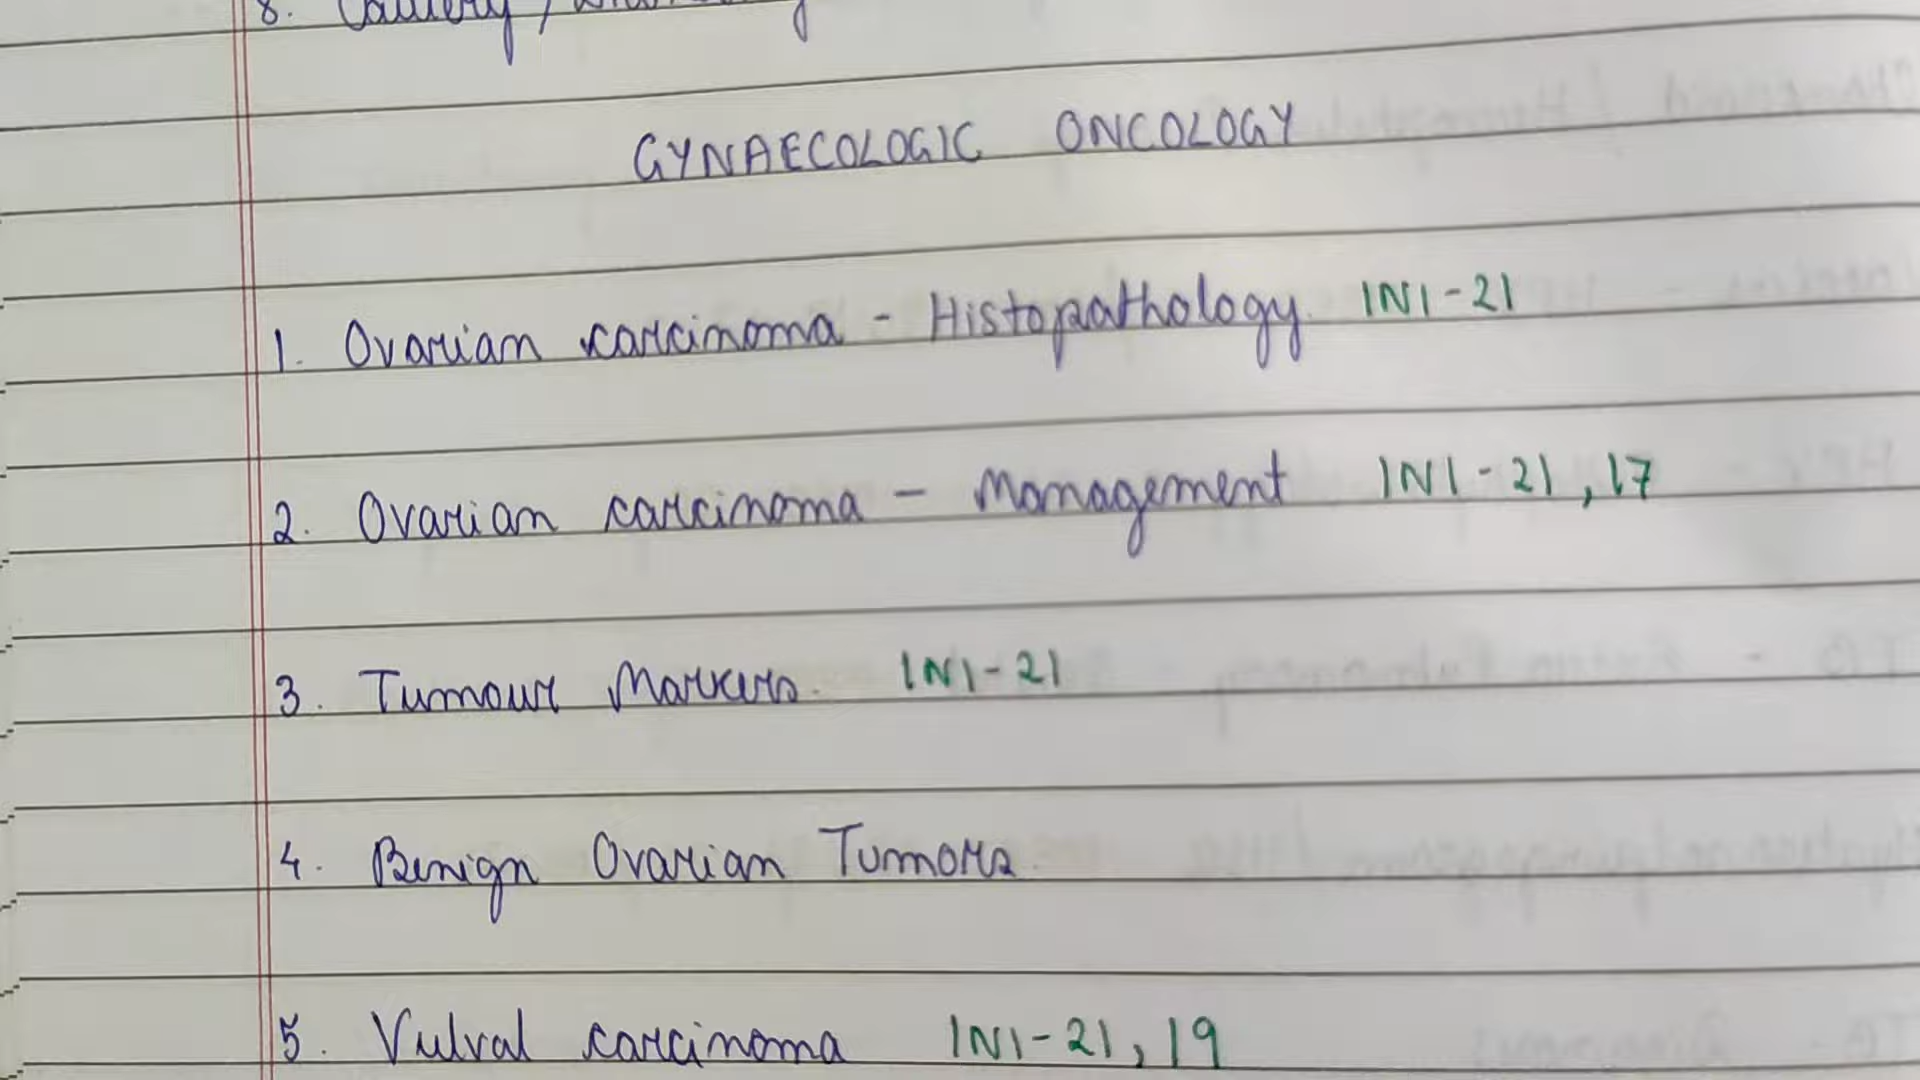 8.
GYNAECOLOGIC ONCOLOGY
1. Ovarian carcinoma - Histopathology. INI-21
2. Ovarian carcinoma - Management INI-21, 17
3. Tumour Markers. INI-21
4. Benign Ovarian Tumors.
5. Vulval carcinoma INI-21, 19